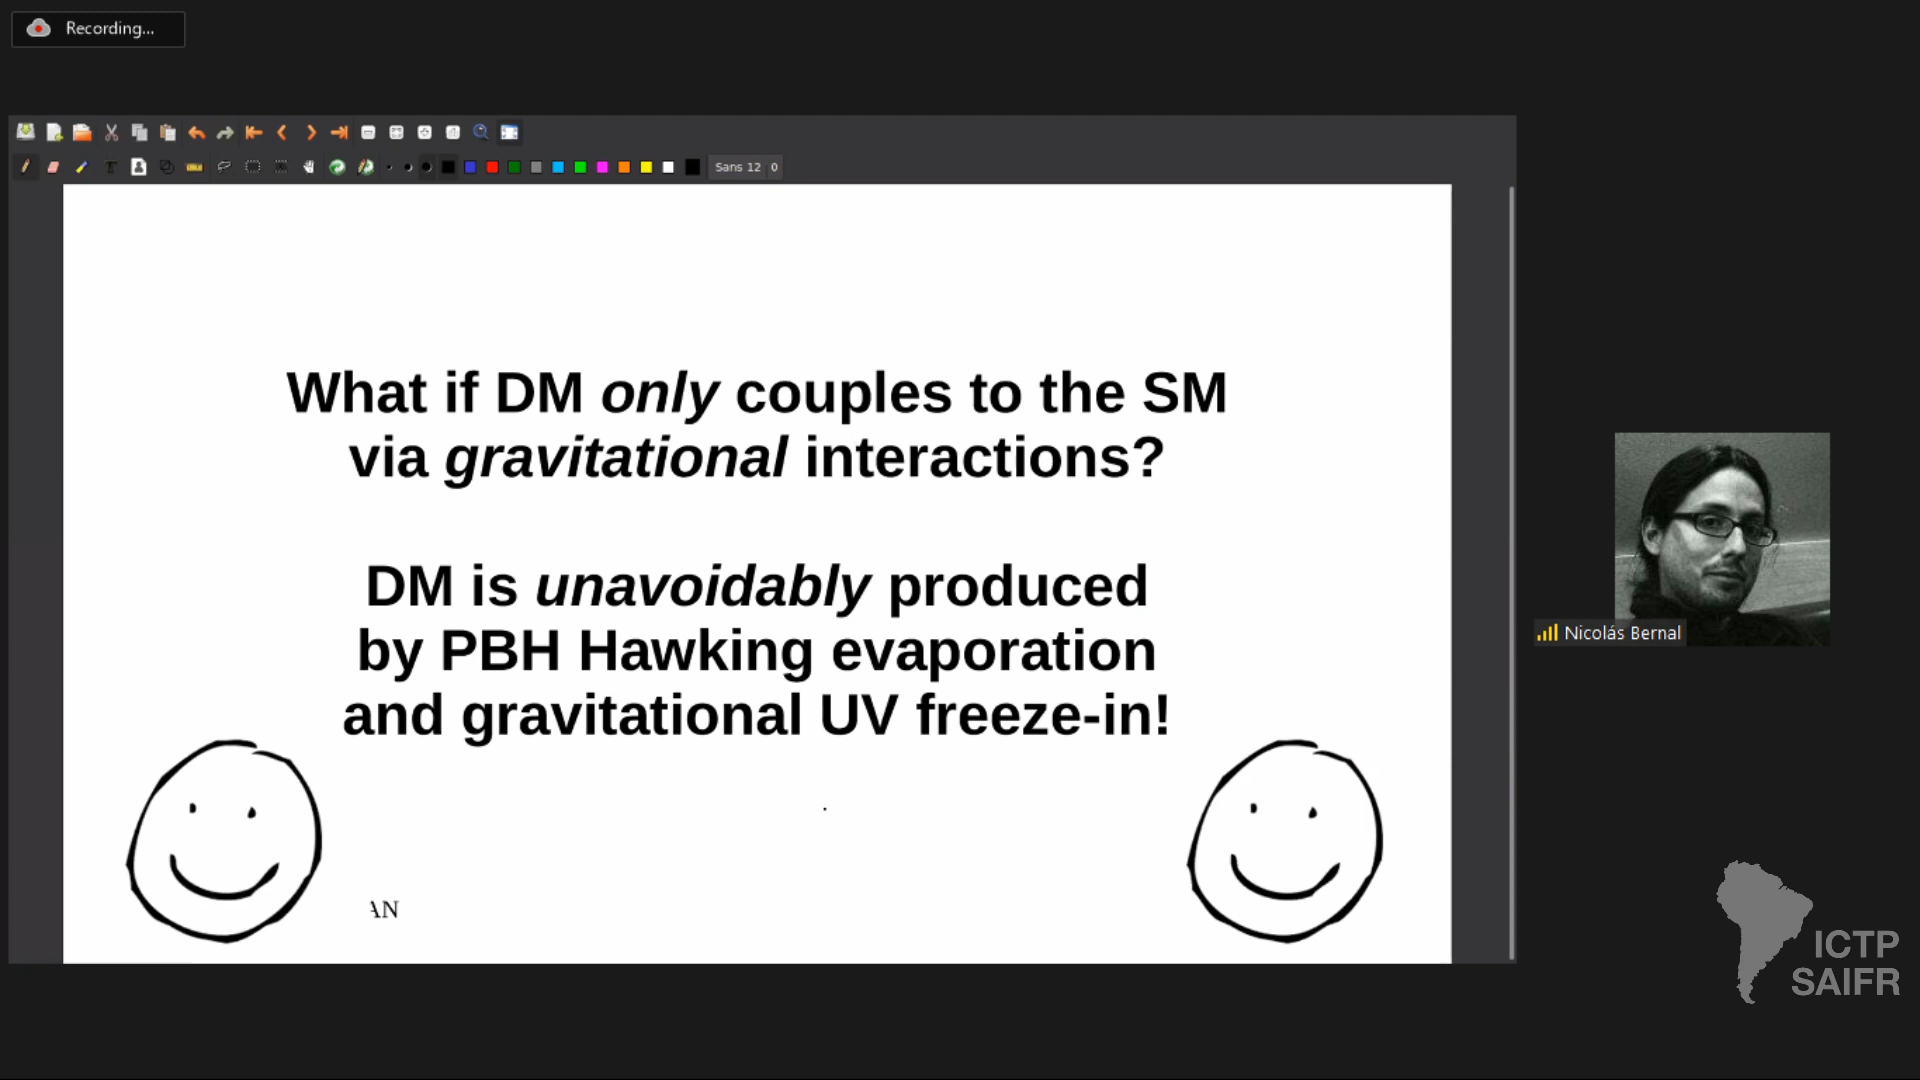 Recording...
Sans 12 0
What if DM only couples to the SM
via gravitational interactions?
DM is unavoidably produced
by PBH Hawking evaporation
and gravitational UV freeze-in!
AN
Nicolás Bernal
ICTP
SAIFR